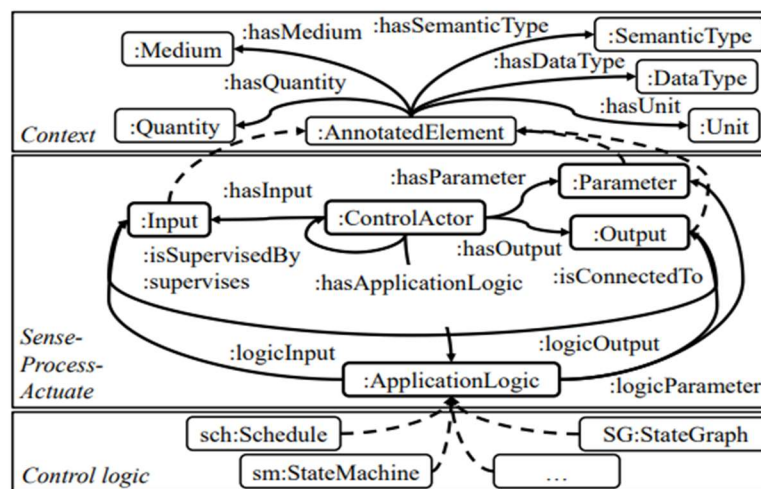 :hasMedium :hasSemanticType
:Medium :SemanticType
:hasQuantity :hasDataType
:DataType
:hasUnit
:Quantity :AnnotatedElement :Unit
Context
:hasInput :hasParameter :Parameter
:Input :ControlActor
:hasOutput :Output
:isSupervisedBy
:supervises :hasApplicationLogic :isConnectedTo
Sense-
Process-
Actuate
:logicInput :logicOutput
:ApplicationLogic :logicParameter
sch:Schedule SG:StateGraph
Control logic sm:StateMachine ...